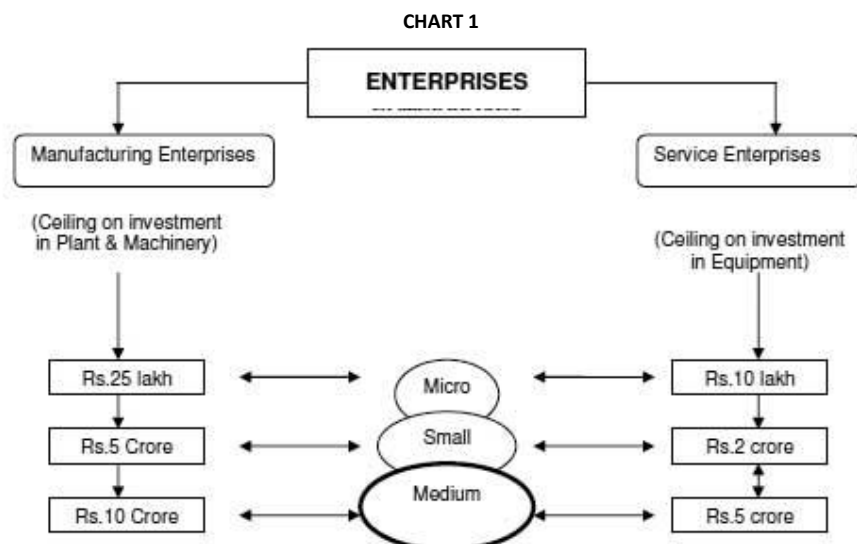 CHART 1
ENTERPRISES
Manufacturing Enterprises
Service Enterprises
(Ceiling on investment
in Plant & Machinery)
(Ceiling on investment
in Equipment)
Rs.25 lakh
Micro
Rs.10 lakh
Rs.5 Crore
Small
Rs.2 crore
Rs.10 Crore
Medium
Rs.5 crore